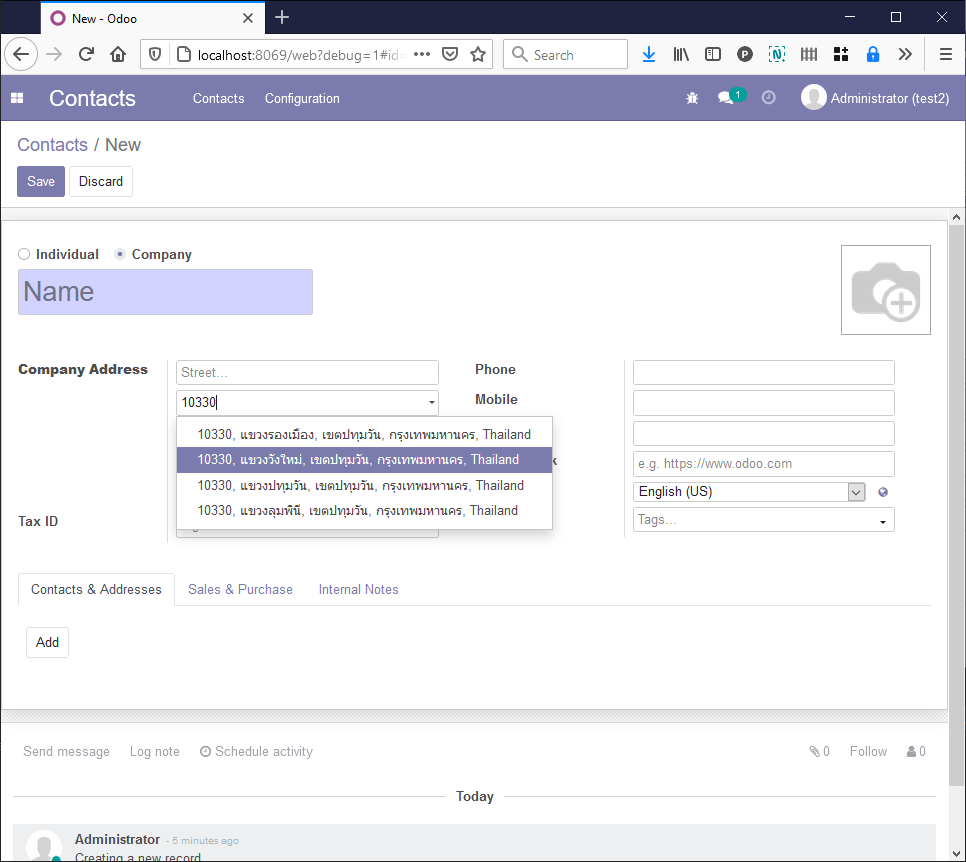 New - Odoo
localhost:8069/web?debug=1#id=
Search
Contacts
Contacts
Configuration
1
Administrator (test2)
Contacts / New
Save
Discard
Individual
Company
Name
Company Address
Street...
Phone
10330
Mobile
10330, แขวงรองเมือง, เขตปทุมวัน, กรุงเทพมหานคร, Thailand
10330, แขวงวังใหม่, เขตปทุมวัน, กรุงเทพมหานคร, Thailand
e.g. https://www.odoo.com
10330, แขวงปทุมวัน, เขตปทุมวัน, กรุงเทพมหานคร, Thailand
English (US)
10330, แขวงลุมพินี, เขตปทุมวัน, กรุงเทพมหานคร, Thailand
Tax ID
Tags...
Contacts & Addresses
Sales & Purchase
Internal Notes
Add
Send message
Log note
Schedule activity
0
Follow
0
Today
Administrator - 5 minutes ago
Creating a new record